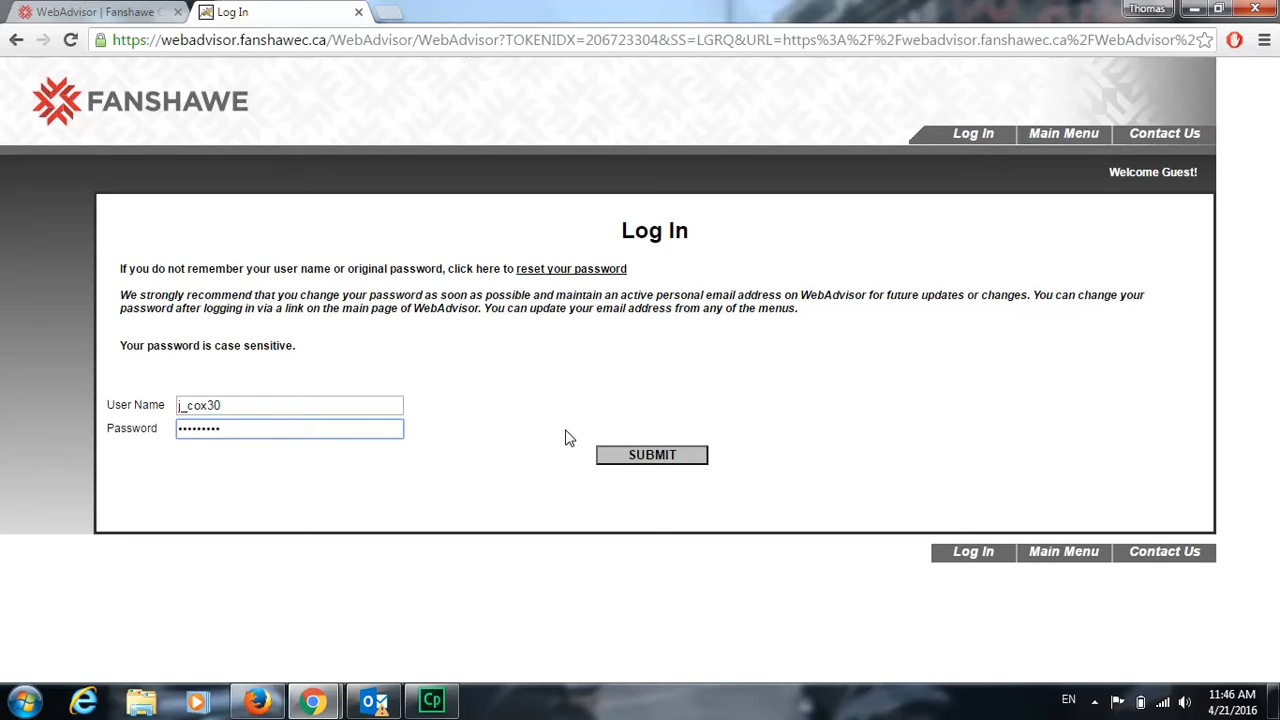 WebAdvisor | Fanshawe C
Log In
Thomas
https://webadvisor.fanshawec.ca/WebAdvisor/WebAdvisor?TOKENIDX=206723304&SS=LGRQ&URL=https%3A%2F%2Fwebadvisor.fanshawec.ca%2FWebAdvisor%2
FANSHAWE
Log In Main Menu Contact Us
Welcome Guest!
Log In
If you do not remember your user name or original password, click here to reset your password
We strongly recommend that you change your password as soon as possible and maintain an active personal email address on WebAdvisor for future updates or changes. You can change your
password after logging in via a link on the main page of WebAdvisor. You can update your email address from any of the menus.
Your password is case sensitive.
User Name j_cox30
Password •••••••••
SUBMIT
Log In Main Menu Contact Us
Cp
EN
11:46 AM
4/21/2016